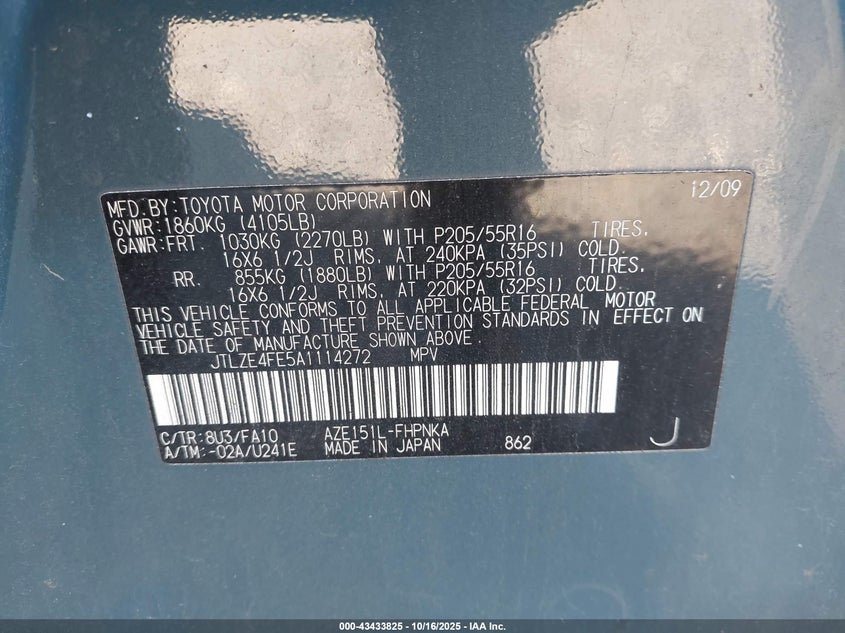 MFD.BY:TOYOTA MOTOR CORPORATION 12/09
GVWR:1860KG (4105LB)
GAWR:FRT. 1030KG (2270LB) WITH P205/55R16 TIRES,
16X6 1/2J RIMS, AT 240KPA (35PSI) COLD.
RR. 855KG (1880LB) WITH P205/55R16 TIRES,
16X6 1/2J RIMS, AT 220KPA (32PSI) COLD.
THIS VEHICLE CONFORMS TO ALL APPLICABLE FEDERAL MOTOR
VEHICLE SAFETY AND THEFT PREVENTION STANDARDS IN EFFECT ON
THE DATE OF MANUFACTURE SHOWN ABOVE.
JTLZE4FE5A1114272 MPV
C/TR:8U3/FA10 AZE151L-FHPNKA
A/TM:-02A/U241E MADE IN JAPAN 862 J
000-43433825 - 10/16/2025 - IAA Inc.